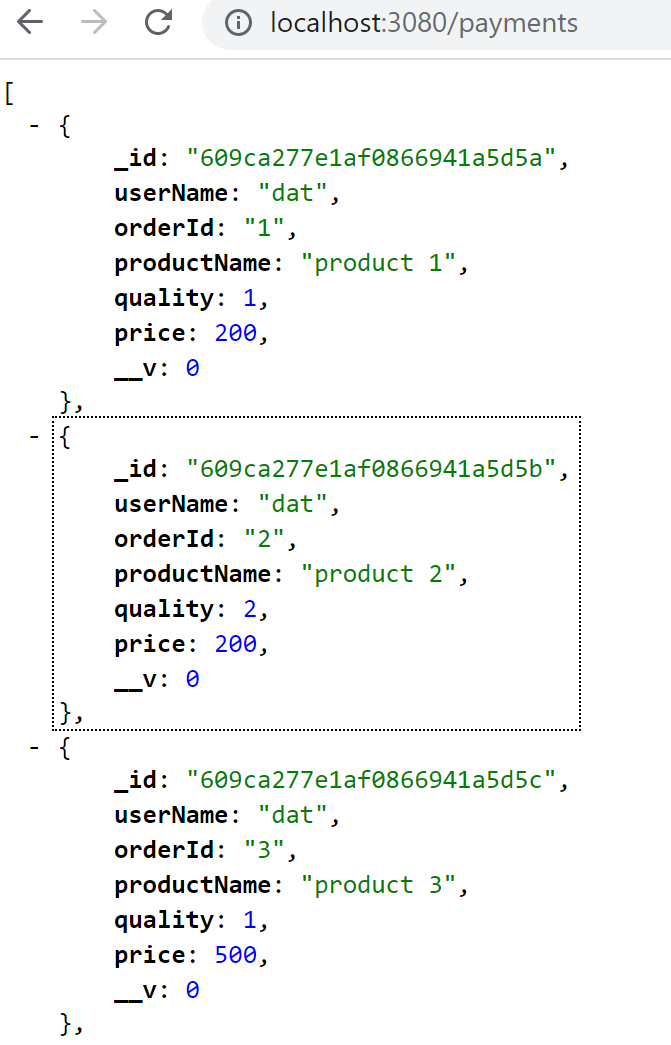 localhost:3080/payments
[
- {
_id: "609ca277e1af0866941a5d5a",
userName: "dat",
orderId: "1",
productName: "product 1",
quality: 1,
price: 200,
__v: 0
},
- {
_id: "609ca277e1af0866941a5d5b",
userName: "dat",
orderId: "2",
productName: "product 2",
quality: 2,
price: 200,
__v: 0
},
- {
_id: "609ca277e1af0866941a5d5c",
userName: "dat",
orderId: "3",
productName: "product 3",
quality: 1,
price: 500,
__v: 0
},